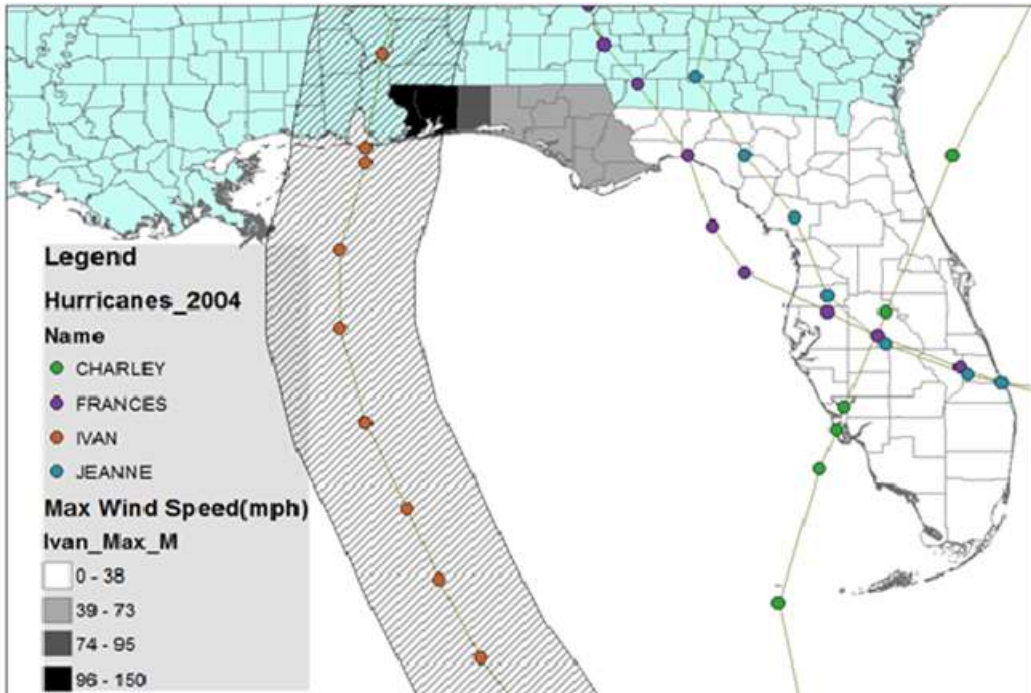 Legend
Hurricanes_2004
Name
CHARLEY
FRANCES
IVAN
JEANNE
Max Wind Speed(mph)
Ivan_Max_M
0 - 38
39 - 73
74 - 95
96 - 150